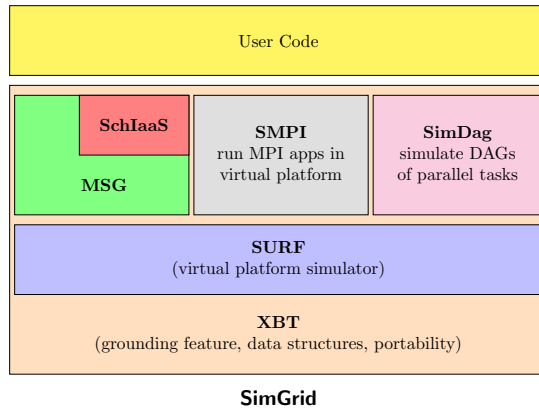 User Code
SchIaaS
MSG
SMPI
run MPI apps in
virtual platform
SimDag
simulate DAGs
of parallel tasks
SURF
(virtual platform simulator)
XBT
(grounding feature, data structures, portability)
SimGrid